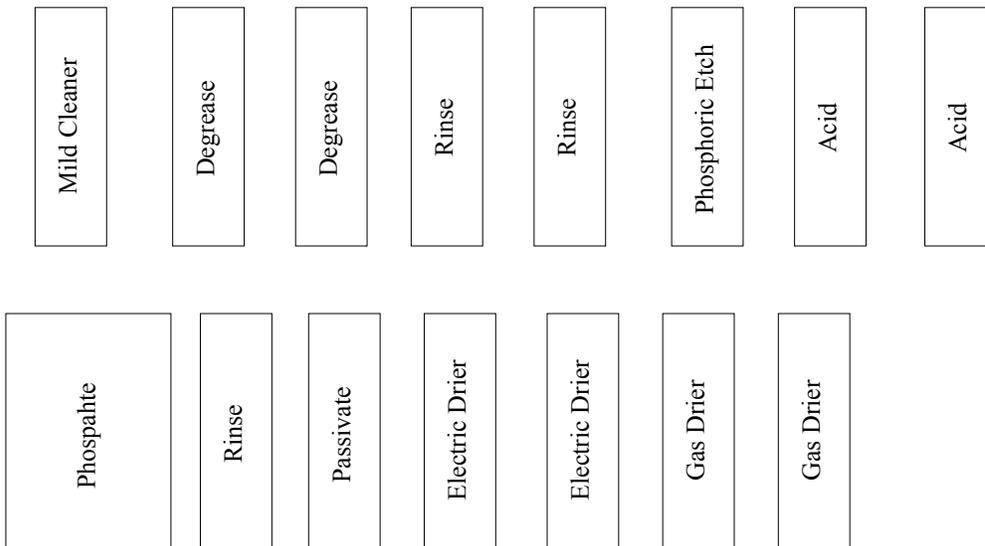 Mild Cleaner
Degrease
Degrease
Rinse
Rinse
Phosphoric Etch
Acid
Acid
Phospahte
Rinse
Passivate
Electric Drier
Electric Drier
Gas Drier
Gas Drier